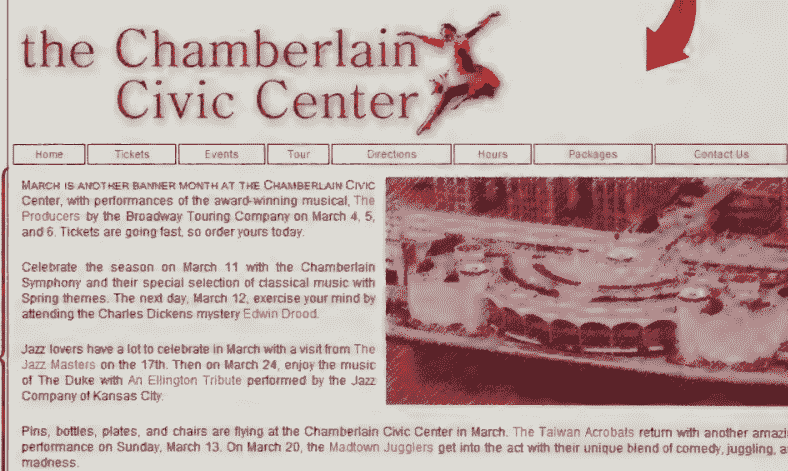 the Chamberlain
Civic Center
Home Tickets Events Tour Directions Hours Packages Contact Us
MARCH IS ANOTHER BANNER MONTH AT THE CHAMBERLAIN CIVIC
Center, with performances of the award-winning musical, The
Producers by the Broadway Touring Company on March 4, 5,
and 6. Tickets are going fast, so order yours today.
Celebrate the season on March 11 with the Chamberlain
Symphony and their special selection of classical music with
Spring themes. The next day, March 12, exercise your mind by
attending the Charles Dickens mystery Edwin Drood.
Jazz lovers have a lot to celebrate in March with a visit from The
Jazz Masters on the 17th. Then on March 24, enjoy the music
of The Duke with An Ellington Tribute performed by the Jazz
Company of Kansas City.
Pins, bottles, plates, and chairs are flying at the Chamberlain Civic Center in March. The Taiwan Acrobats return with another amazi
performance on Sunday, March 13. On March 20, the Madtown Jugglers get into the act with their unique blend of comedy, juggling, a
madness.